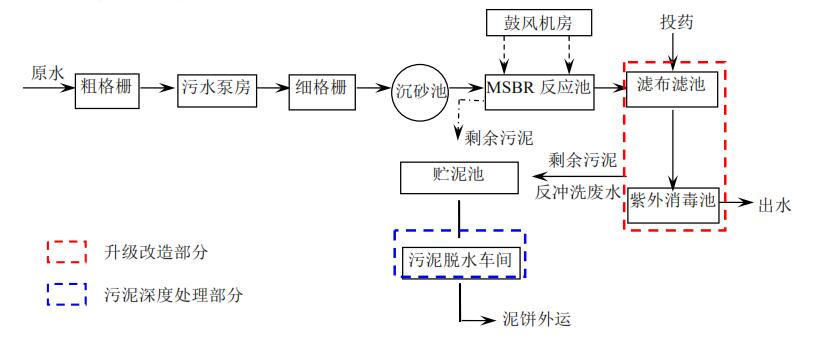 鼓风机房
投药
原水
粗格栅
污水泵房
细格栅
沉砂池
MSBR 反应池
滤布滤池
剩余污泥
剩余污泥
反冲洗废水
贮泥池
紫外消毒池
出水
升级改造部分
污泥脱水车间
污泥深度处理部分
泥饼外运